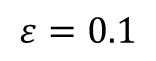 ε = 0.1